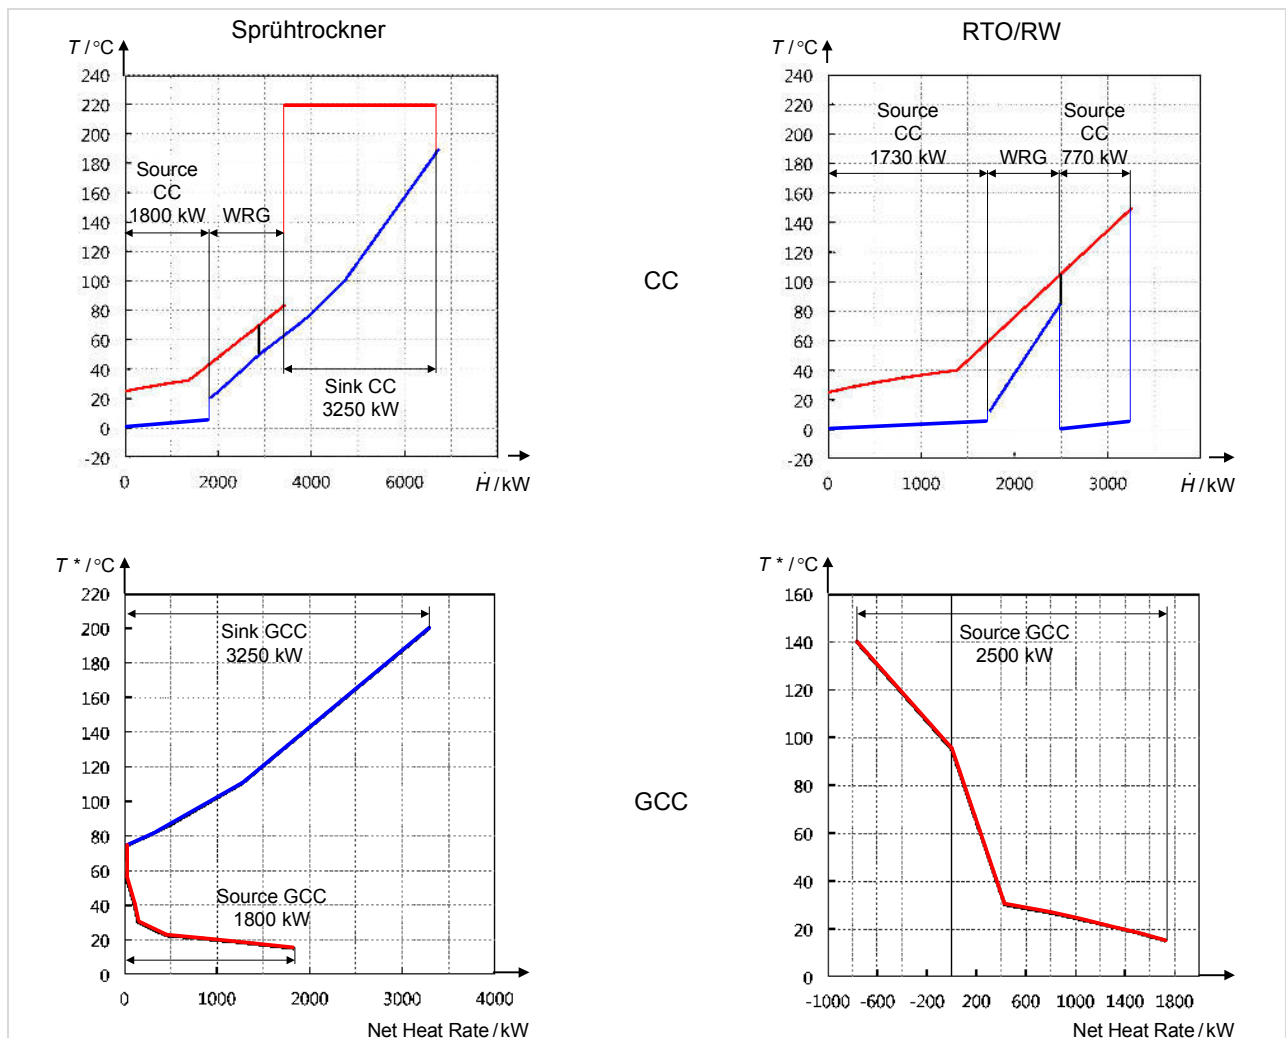 Sprühtrockner
RTO/RW
T / °C
240
220
200
180
160
140
120
100
80
60
40
20
0
-20
Source
CC
1800 kW
WRG
Sink CC
3250 kW
0
2000
4000
6000
Ḣ / kW
CC
T / °C
240
220
200
180
160
140
120
100
80
60
40
20
0
-20
Source
CC
1730 kW
WRG
Source
CC
770 kW
0
1000
2000
3000
Ḣ / kW
T * / °C
220
200
180
160
140
120
100
80
60
40
20
0
Sink GCC
3250 kW
Source GCC
1800 kW
0
1000
2000
3000
4000
Net Heat Rate / kW
GCC
T * / °C
160
140
120
100
80
60
40
20
0
Source GCC
2500 kW
-1000
-600
-200
200
600
1000
1400
1800
Net Heat Rate / kW